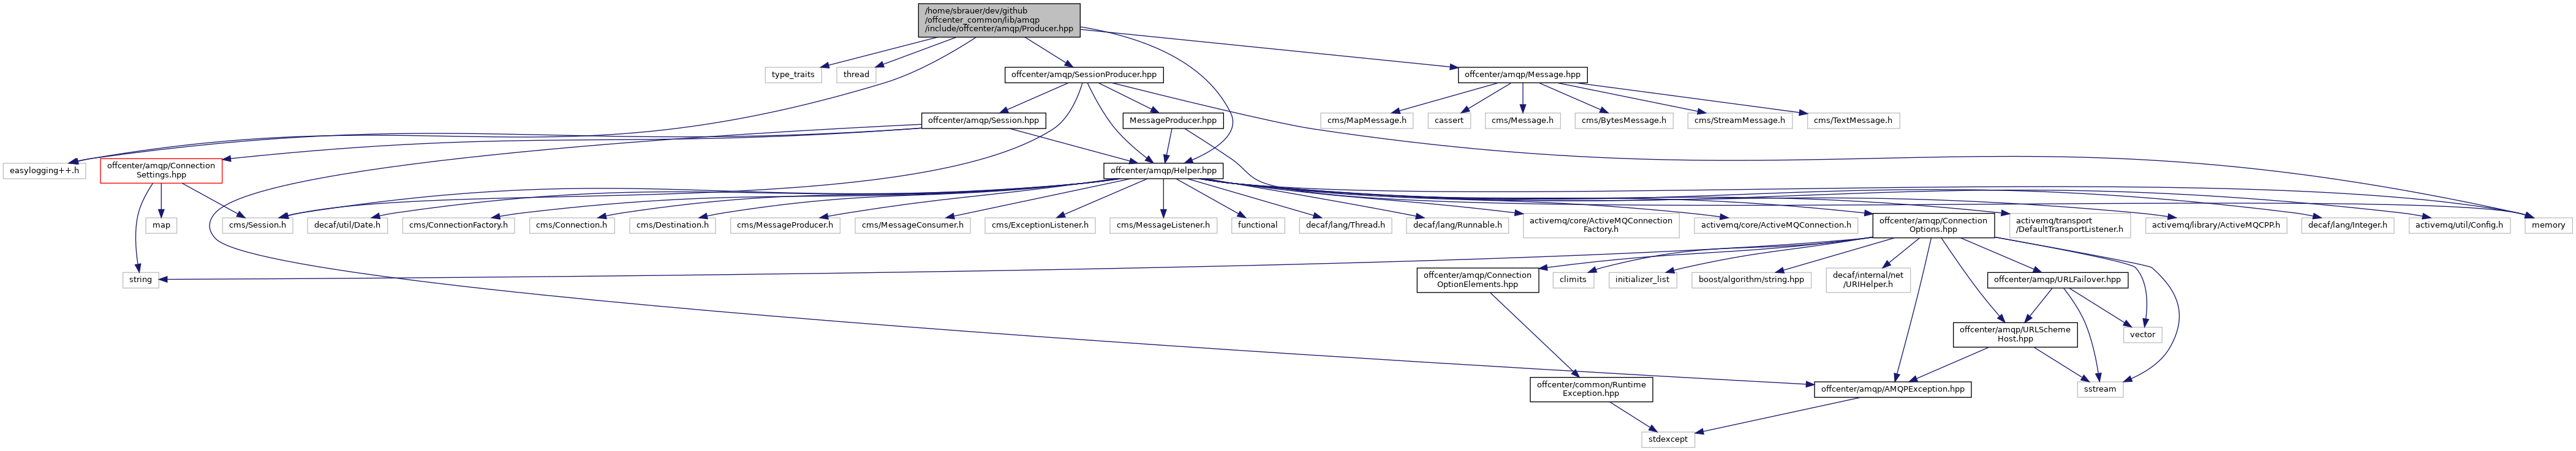 /home/sbrauer/dev/github
/offcenter_common/lib/amqp
/include/offcenter/amqp/Producer.hpp
type_traits
thread
offcenter/amqp/SessionProducer.hpp
offcenter/amqp/Message.hpp
offcenter/amqp/Session.hpp
MessageProducer.hpp
cms/MapMessage.h
cassert
cms/Message.h
cms/BytesMessage.h
cms/StreamMessage.h
cms/TextMessage.h
easylogging++.h
offcenter/amqp/Connection
Settings.hpp
offcenter/amqp/Helper.hpp
map
cms/Session.h
decaf/util/Date.h
cms/ConnectionFactory.h
cms/Connection.h
cms/Destination.h
cms/MessageProducer.h
cms/MessageConsumer.h
cms/ExceptionListener.h
cms/MessageListener.h
functional
decaf/lang/Thread.h
decaf/lang/Runnable.h
activemq/core/ActiveMQConnection
Factory.h
activemq/core/ActiveMQConnection.h
offcenter/amqp/Connection
Options.hpp
activemq/transport
/DefaultTransportListener.h
activemq/library/ActiveMQCPP.h
decaf/lang/Integer.h
activemq/util/Config.h
memory
string
offcenter/amqp/Connection
OptionElements.hpp
climits
initializer_list
boost/algorithm/string.hpp
decaf/internal/net
/URIHelper.h
offcenter/amqp/URLFailover.hpp
offcenter/amqp/URLScheme
Host.hpp
vector
offcenter/common/Runtime
Exception.hpp
offcenter/amqp/AMQPException.hpp
sstream
stdexcept